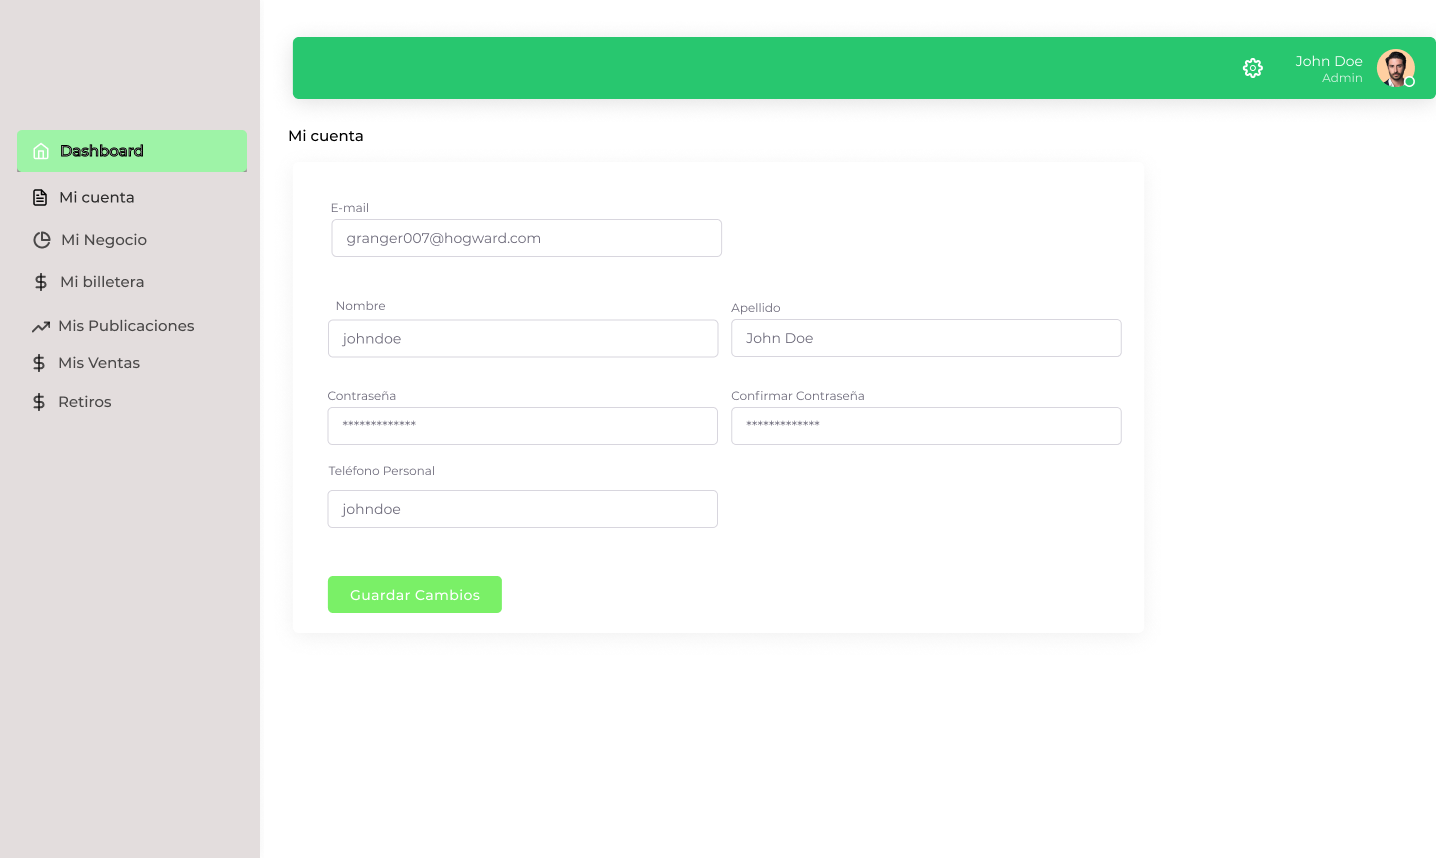 John Doe
Admin
Dashboard
Mi cuenta
Mi Negocio
Mi billetera
Mis Publicaciones
Mis Ventas
Retiros
Mi cuenta
E-mail
granger007@hogward.com
Nombre
Apellido
johndoe
John Doe
Contraseña
Confirmar Contraseña
*************
*************
Teléfono Personal
johndoe
Guardar Cambios